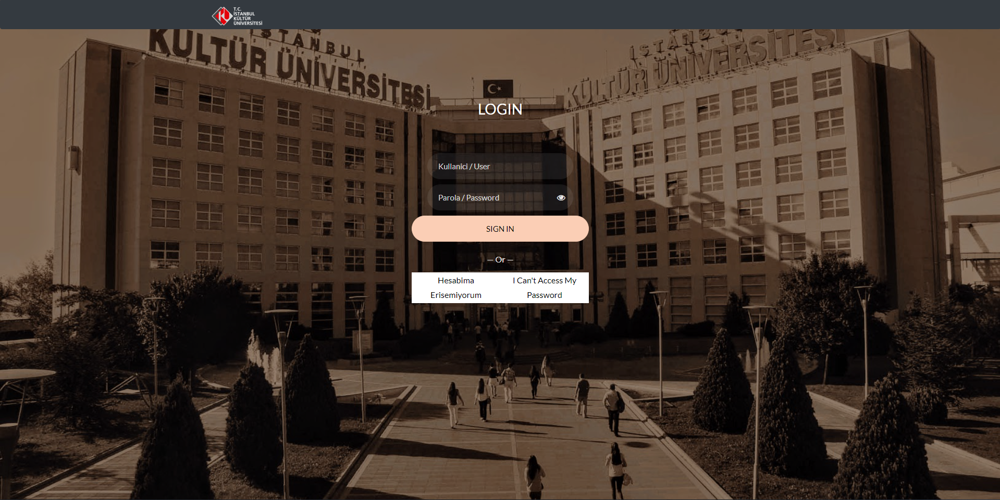 T.C.
İSTANBUL
KÜLTÜR
ÜNİVERSİTESİ
İSTANBUL
KÜLTÜR ÜNİVERSİTESİ
İSTANBUL
KÜLTÜR ÜNİVERSİTESİ
LOGIN
Kullanici / User
Parola / Password
SIGN IN
— Or —
Hesabima
Erisemiyorum
I Can't Access My
Password